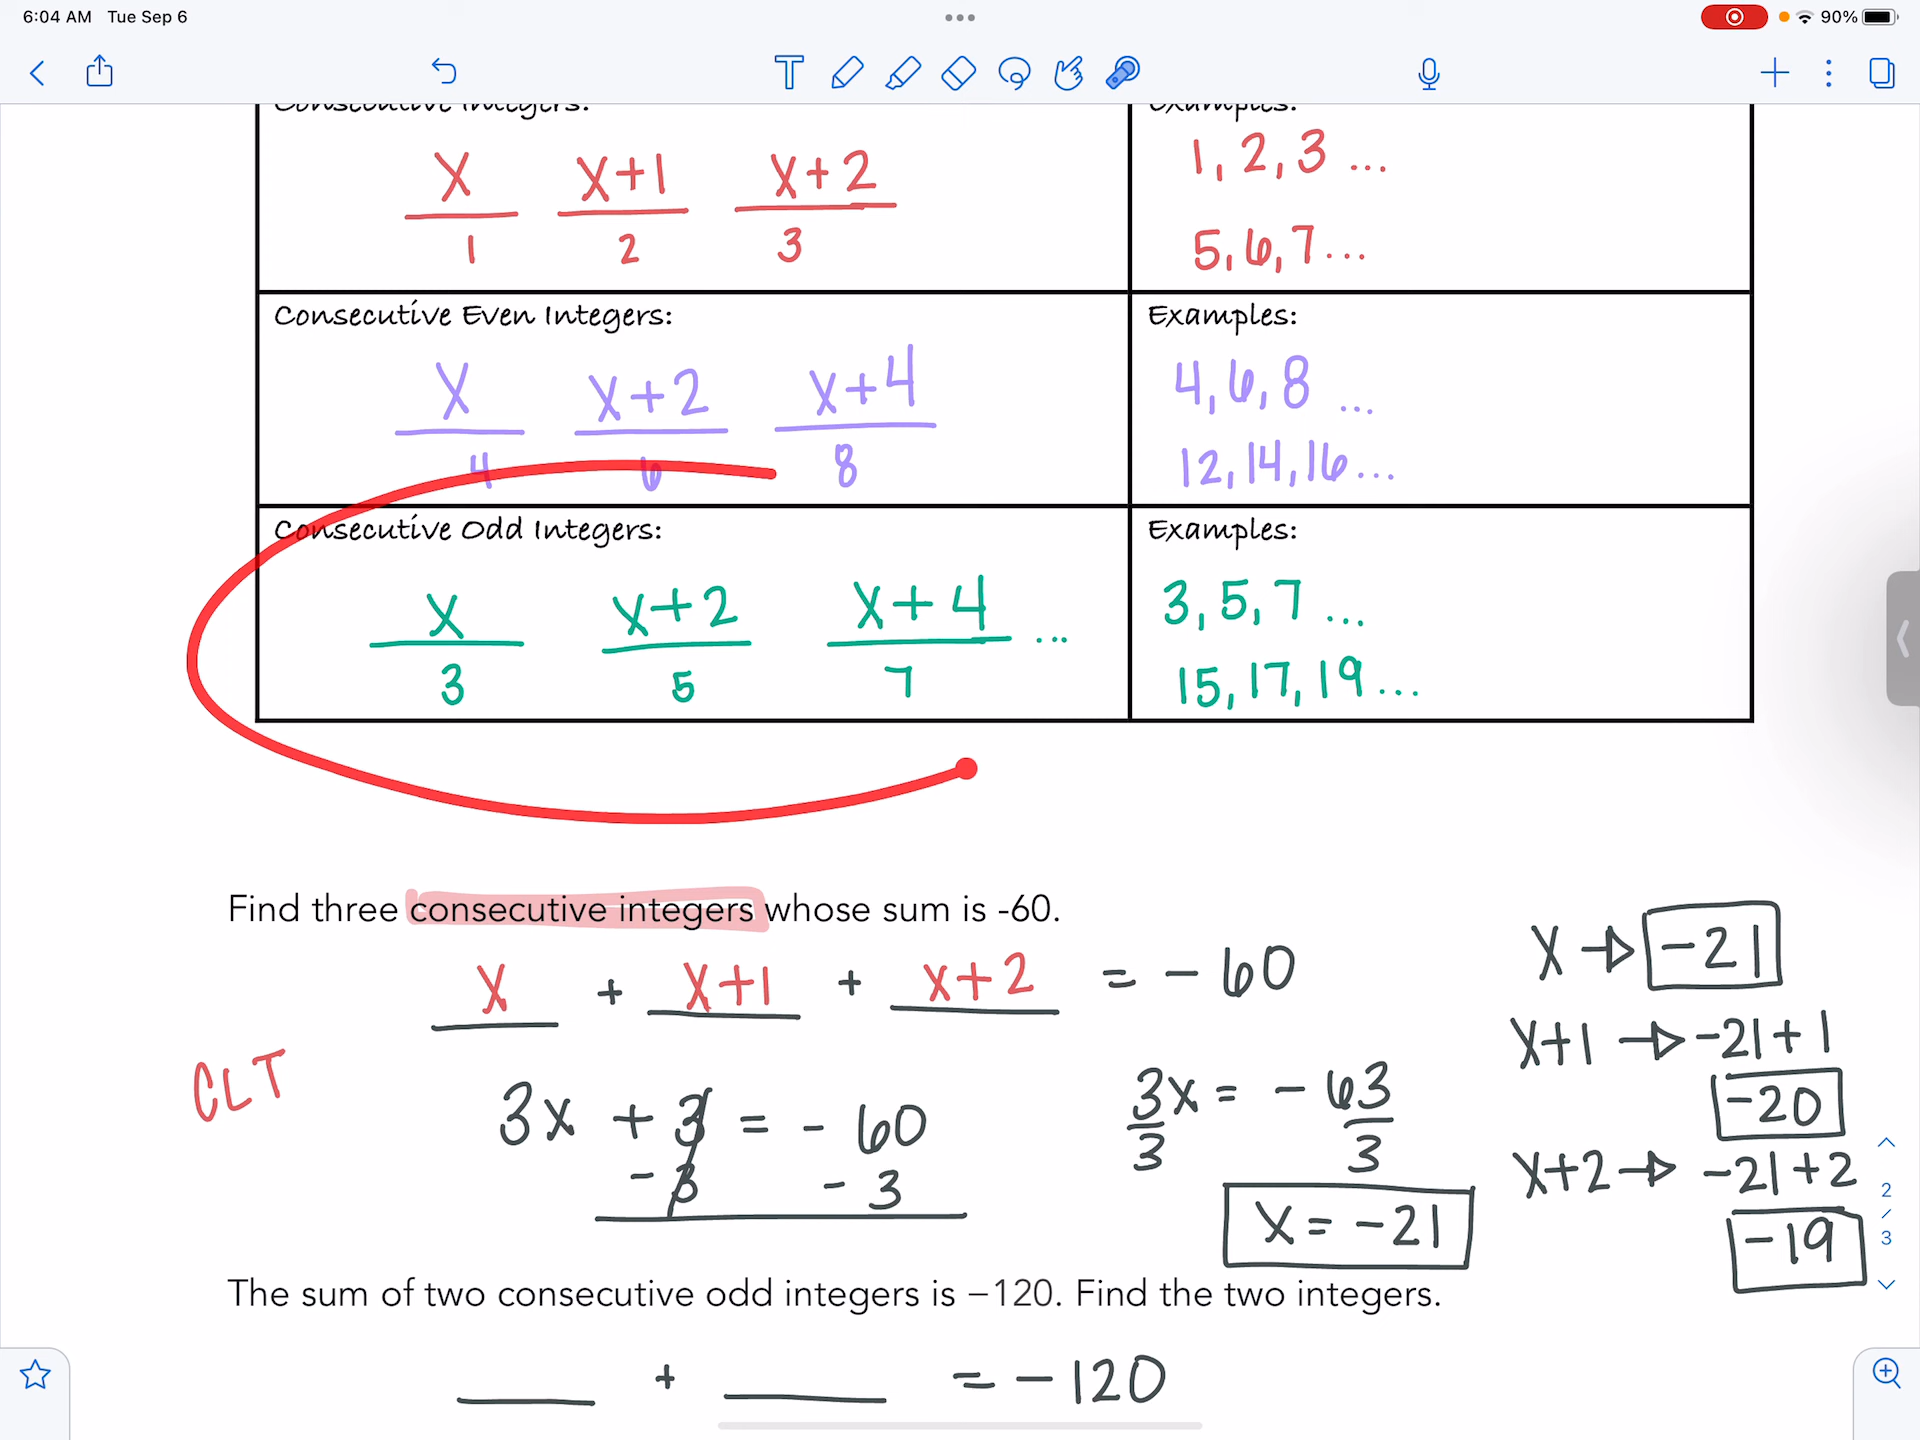 6:04 AM Tue Sep 6
90%
Consecutive Integers:
Examples:
x x+1 x+2
1 2 3
1, 2, 3 ...
5, 6, 7 ...
Consecutive Even Integers:
Examples:
x x+2 x+4
4 6 8
4, 6, 8 ...
12, 14, 16 ...
Consecutive Odd Integers:
Examples:
x x+2 x+4 ...
3 5 7
3, 5, 7 ...
15, 17, 19 ...
Find three consecutive integers whose sum is -60.
x + x+1 + x+2 = -60
CLT
3x + 3 = -60
-3 -3
3x = -63
3 3
x = -21
x → -21
x+1 → -21+1
-20
x+2 → -21+2
-19
2
/
3
The sum of two consecutive odd integers is −120. Find the two integers.
___ + ___ = -120